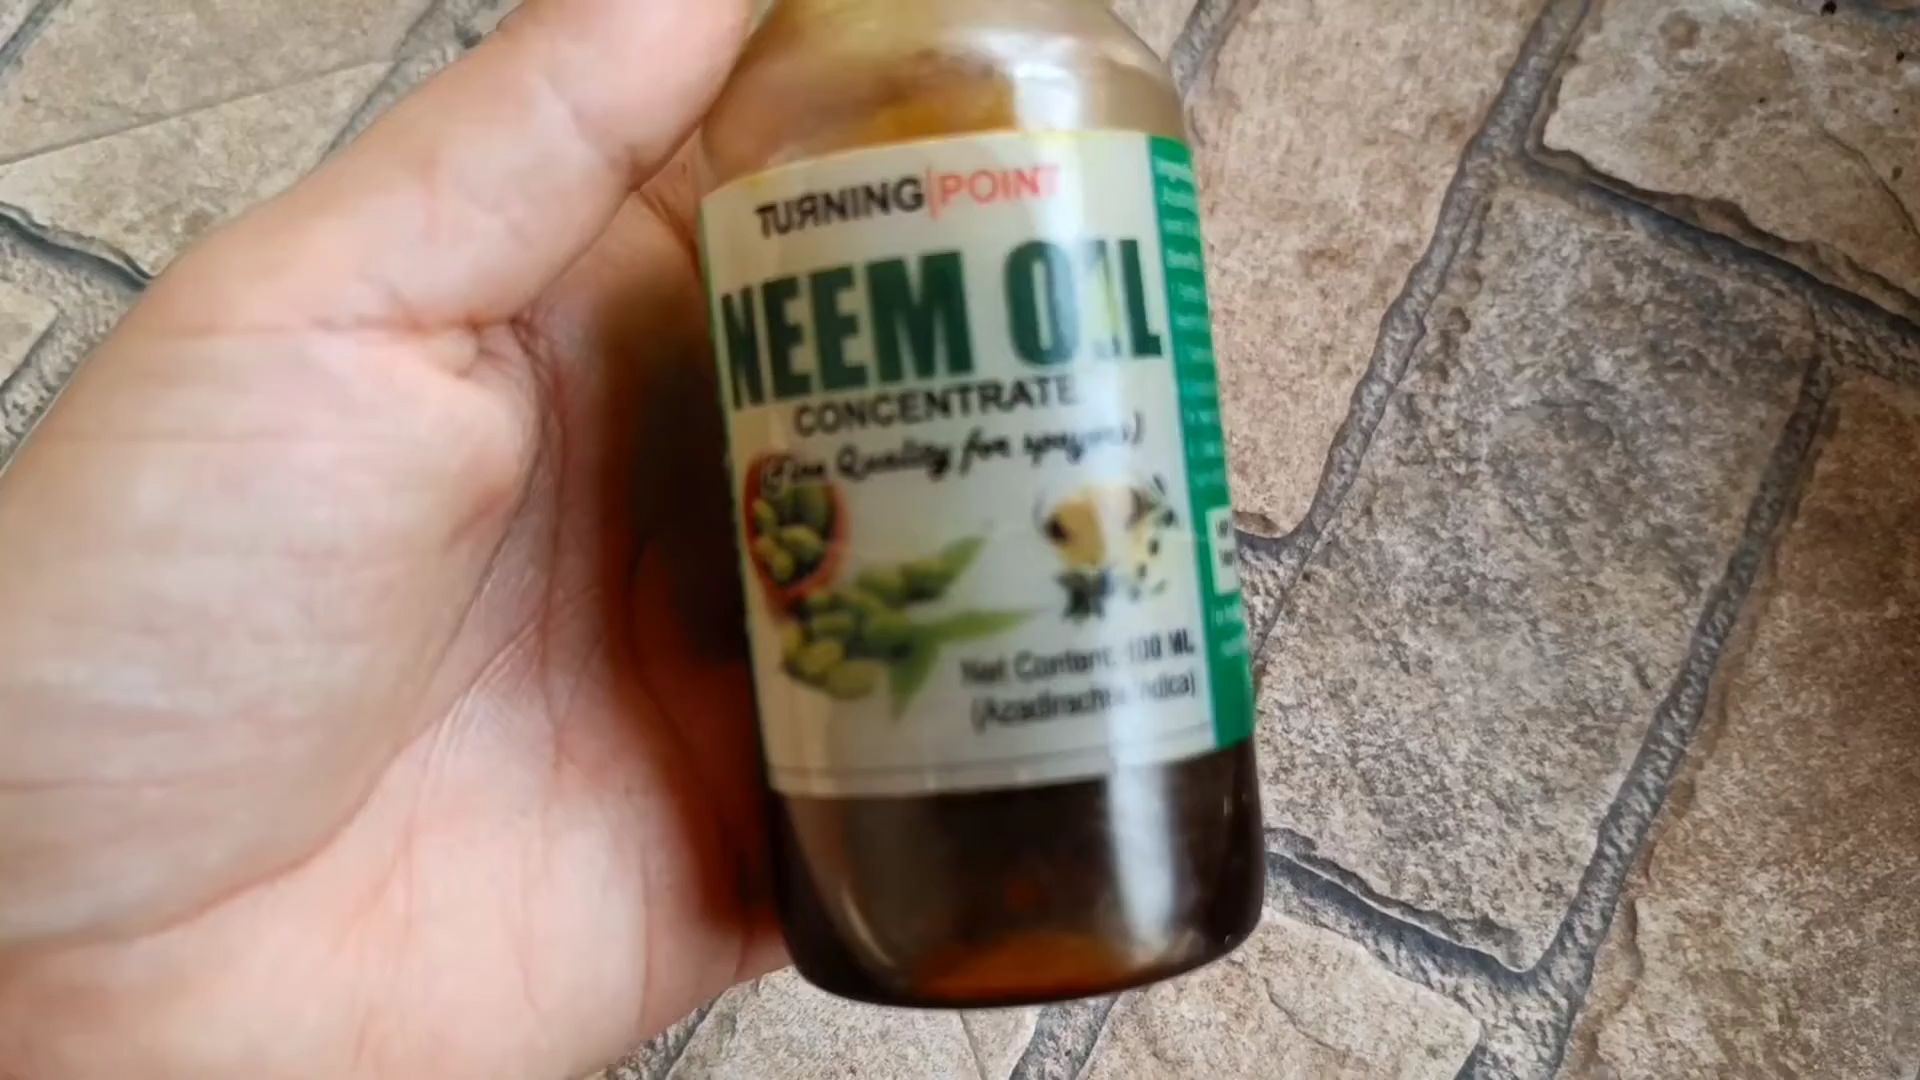 TURNING|POINT
NEEM OIL
CONCENTRATE
(Fine Quality for sprayers)
Net Content: 100 ML
(Azadirachta Indica)